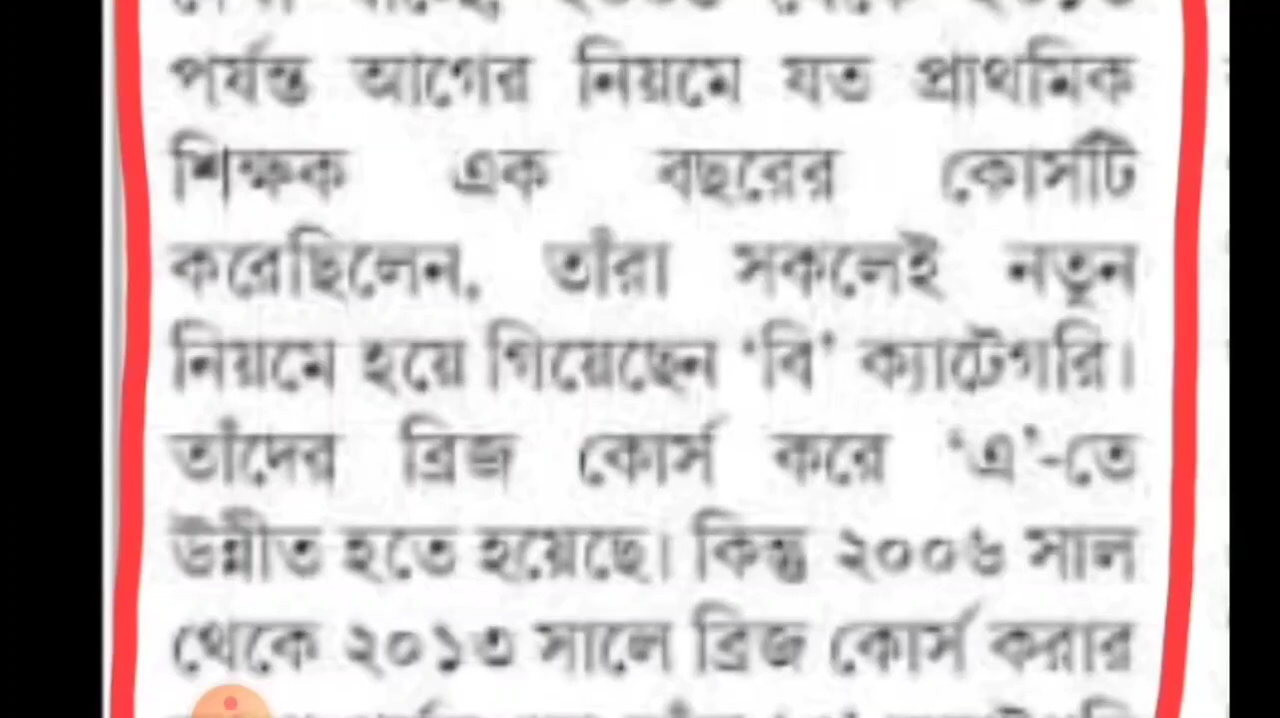 পর্যন্ত আগের নিয়মে যত প্রাথমিক
শিক্ষক এক বছরের কোর্সটি
করেছিলেন, তাঁরা সকলেই নতুন
নিয়মে হয়ে গিয়েছেন ‘বি’ ক্যাটেগরি।
তাঁদের ব্রিজ কোর্স করে ‘এ’-তে
উন্নীত হতে হয়েছে। কিন্তু ২০০৬ সাল
থেকে ২০১৩ সালে ব্রিজ কোর্স করার